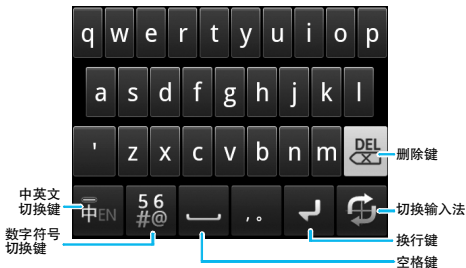 q w e r t y u i o p
a s d f g h j k l
' z x c v b n m DEL
删除键
中英文
切换键
中EN
5 6
#@
, 。
切换输入法
数字符号
切换键
换行键
空格键